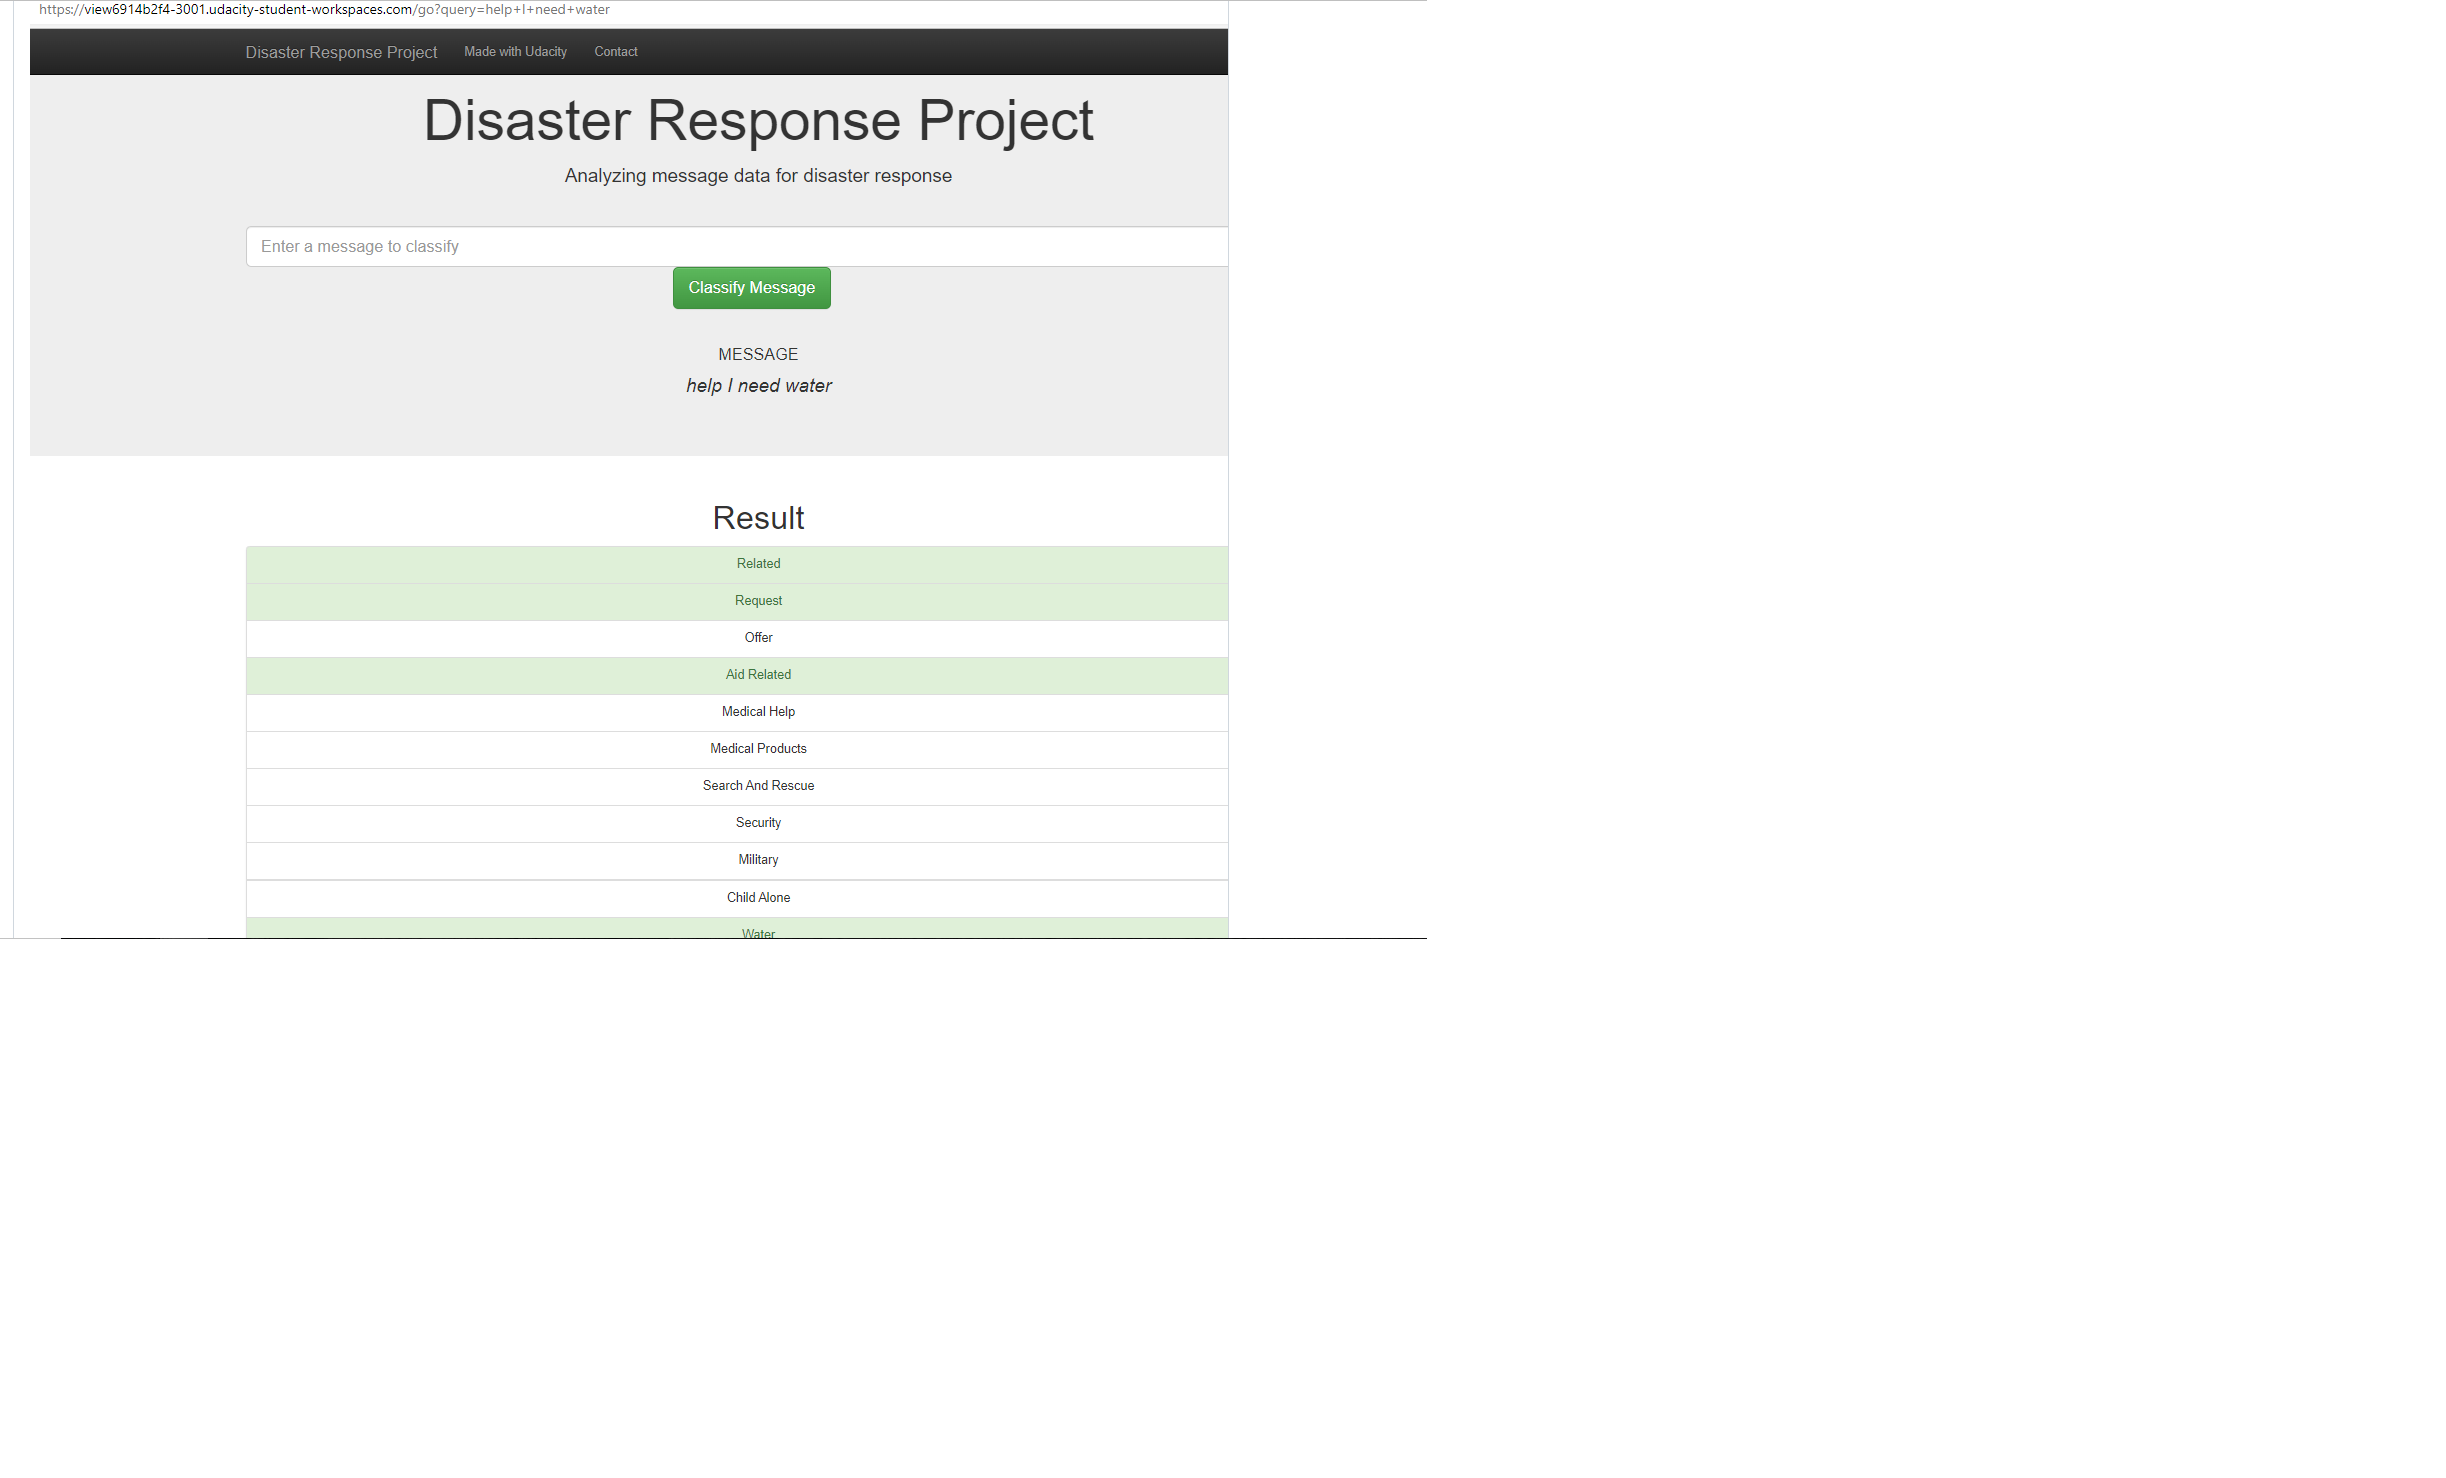 https://view6914b2f4-3001.udacity-student-workspaces.com/go?query=help+I+need+water
Disaster Response Project Made with Udacity Contact
Disaster Response Project
Analyzing message data for disaster response
Enter a message to classify
Classify Message
MESSAGE
help I need water
Result
Related
Request
Offer
Aid Related
Medical Help
Medical Products
Search And Rescue
Security
Military
Child Alone
Water